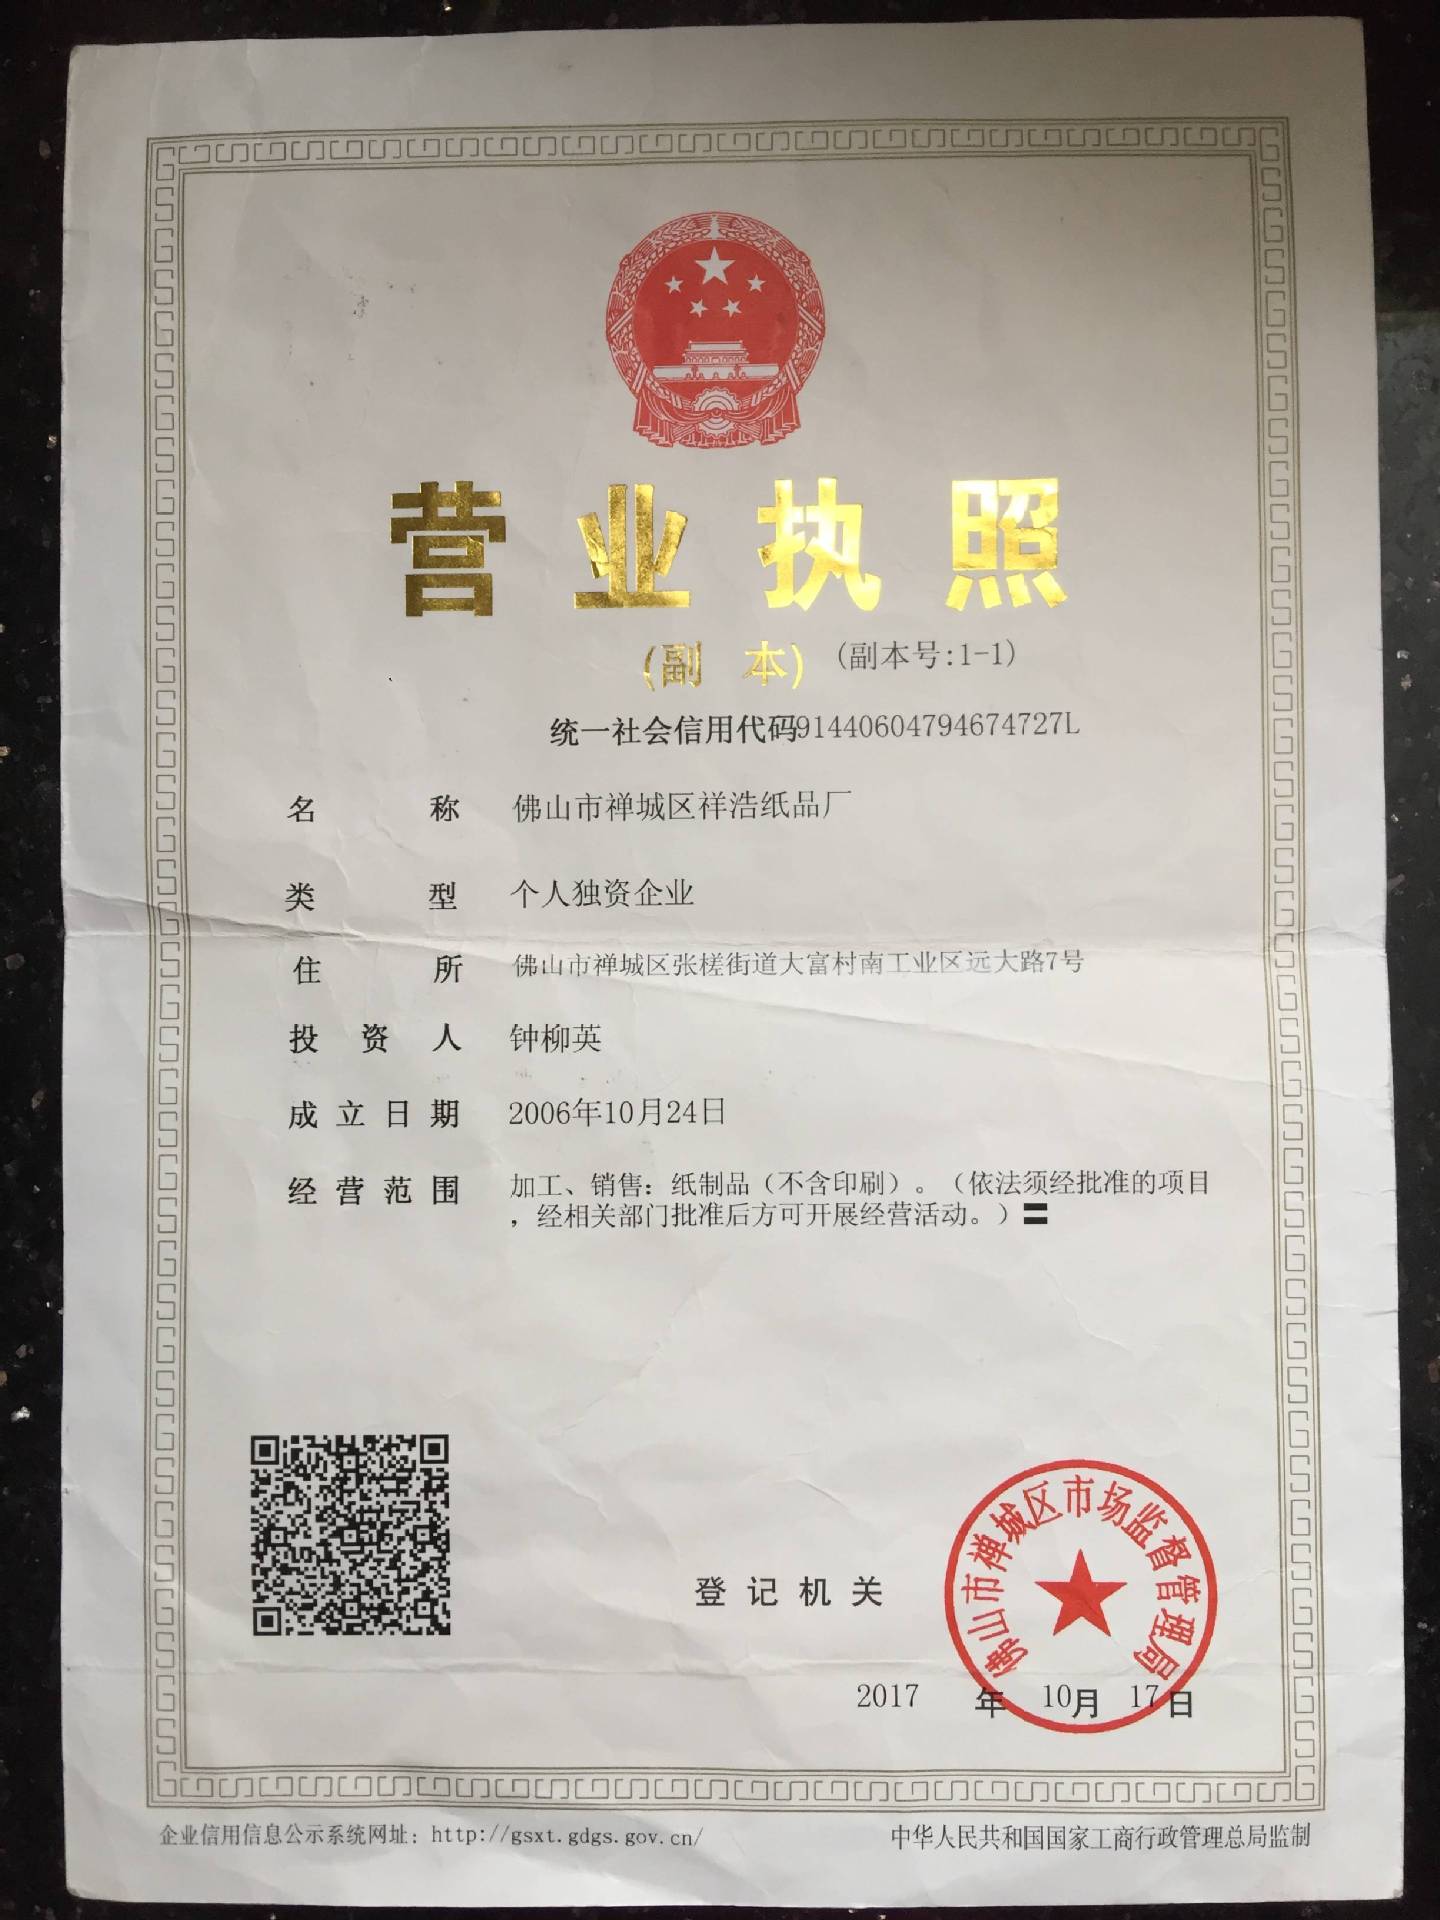 营业执照
(副 本) (副本号:1-1)
统一社会信用代码91440604794674727L
名 称 佛山市禅城区祥浩纸品厂
类 型 个人独资企业
住 所 佛山市禅城区张槎街道大富村南工业区远大路7号
投 资 人 钟柳英
成 立 日 期 2006年10月24日
经 营 范 围 加工、销售：纸制品（不含印刷）。（依法须经批准的项目
，经相关部门批准后方可开展经营活动。）〓
佛山市禅城区市场监督管理局
登 记 机 关
2017 年 10月 17日
企业信用信息公示系统网址：http://gsxt.gdgs.gov.cn/ 中华人民共和国国家工商行政管理总局监制